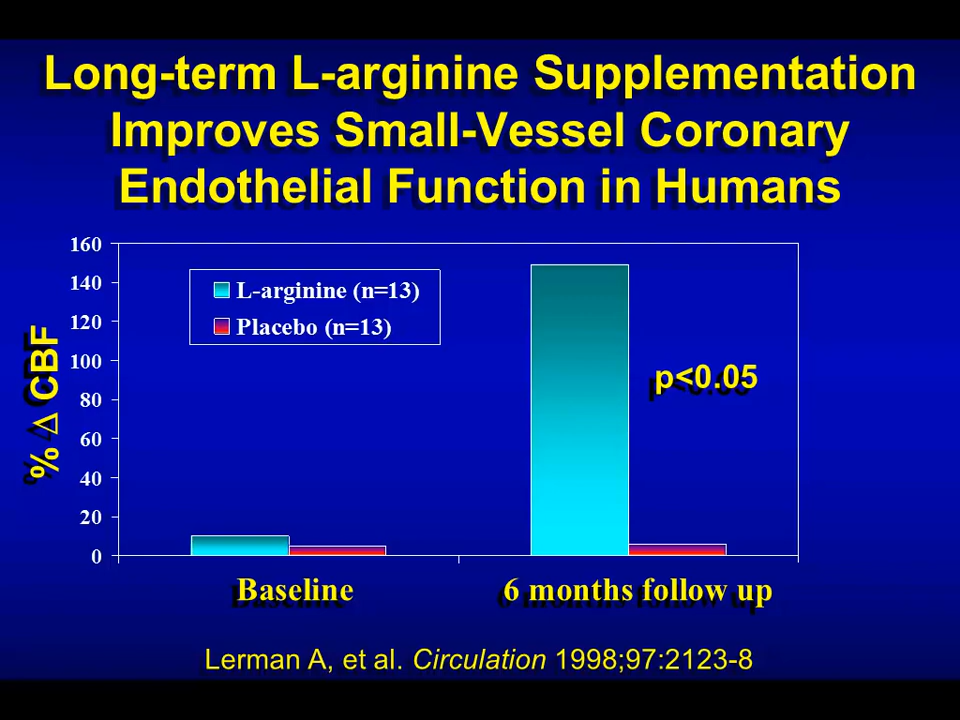 Long-term L-arginine Supplementation
Improves Small-Vessel Coronary
Endothelial Function in Humans
% Δ CBF
160
140
120
100
80
60
40
20
0
L-arginine (n=13)
Placebo (n=13)
p<0.05
Baseline
6 months follow up
Lerman A, et al. Circulation 1998;97:2123-8